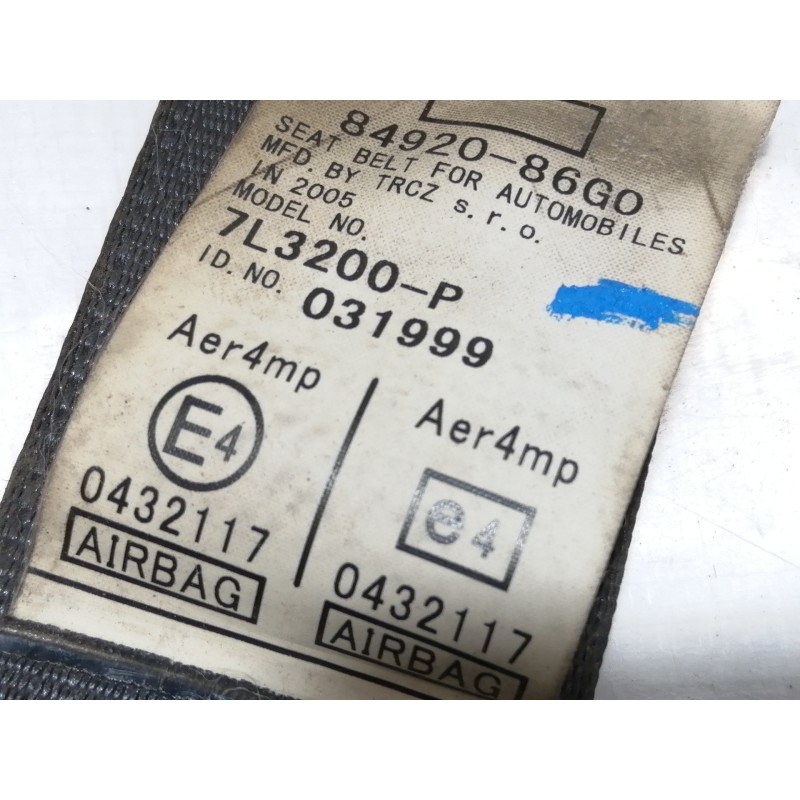 84920-86G0
SEAT BELT FOR AUTOMOBILES
MFD. BY TRCZ s.r.o.
IN 2005
MODEL NO.
7L3200-P
ID. NO. 031999
Aer4mp
E4
0432117
AIRBAG
Aer4mp
e4
0432117
AIRBAG